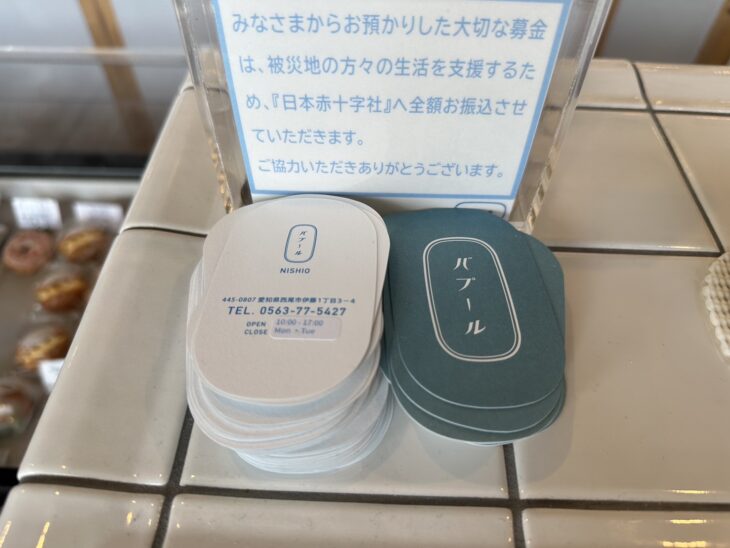 みなさまからお預かりした大切な募金
は、被災地の方々の生活を支援するた
め、『日本赤十字社』へ全額お振込させ
ていただきます。
ご協力いただきありがとうございます。
バブール
NISHIO
445-0807 愛知県西尾市伊藤1丁目3-4
TEL. 0563-77-5427
OPEN 10:00 - 17:00
CLOSE Mon ・ Tue
バブール